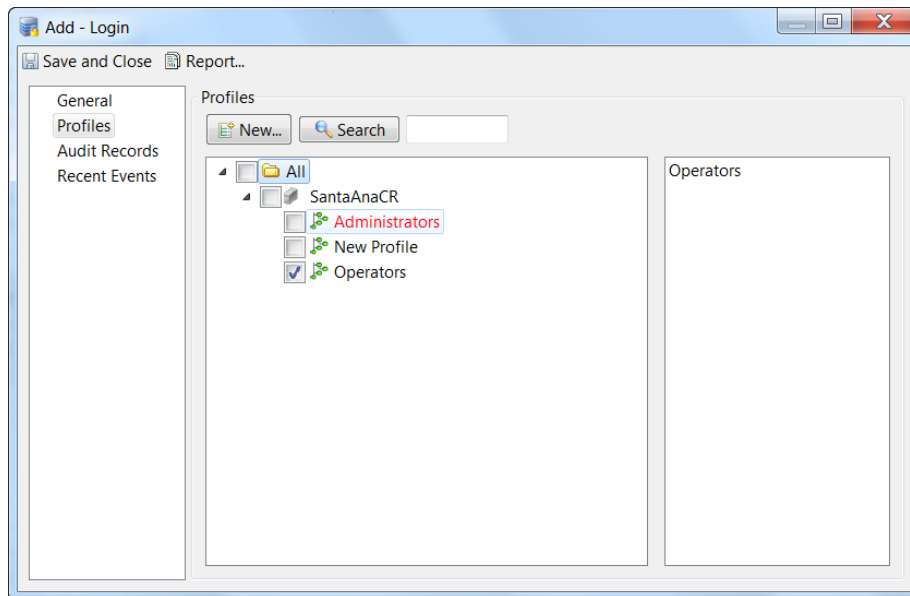 Add - Login
Save and Close Report...
General
Profiles
Audit Records
Recent Events
Profiles
New... Search
All
SantaAnaCR
Administrators
New Profile
Operators
Operators